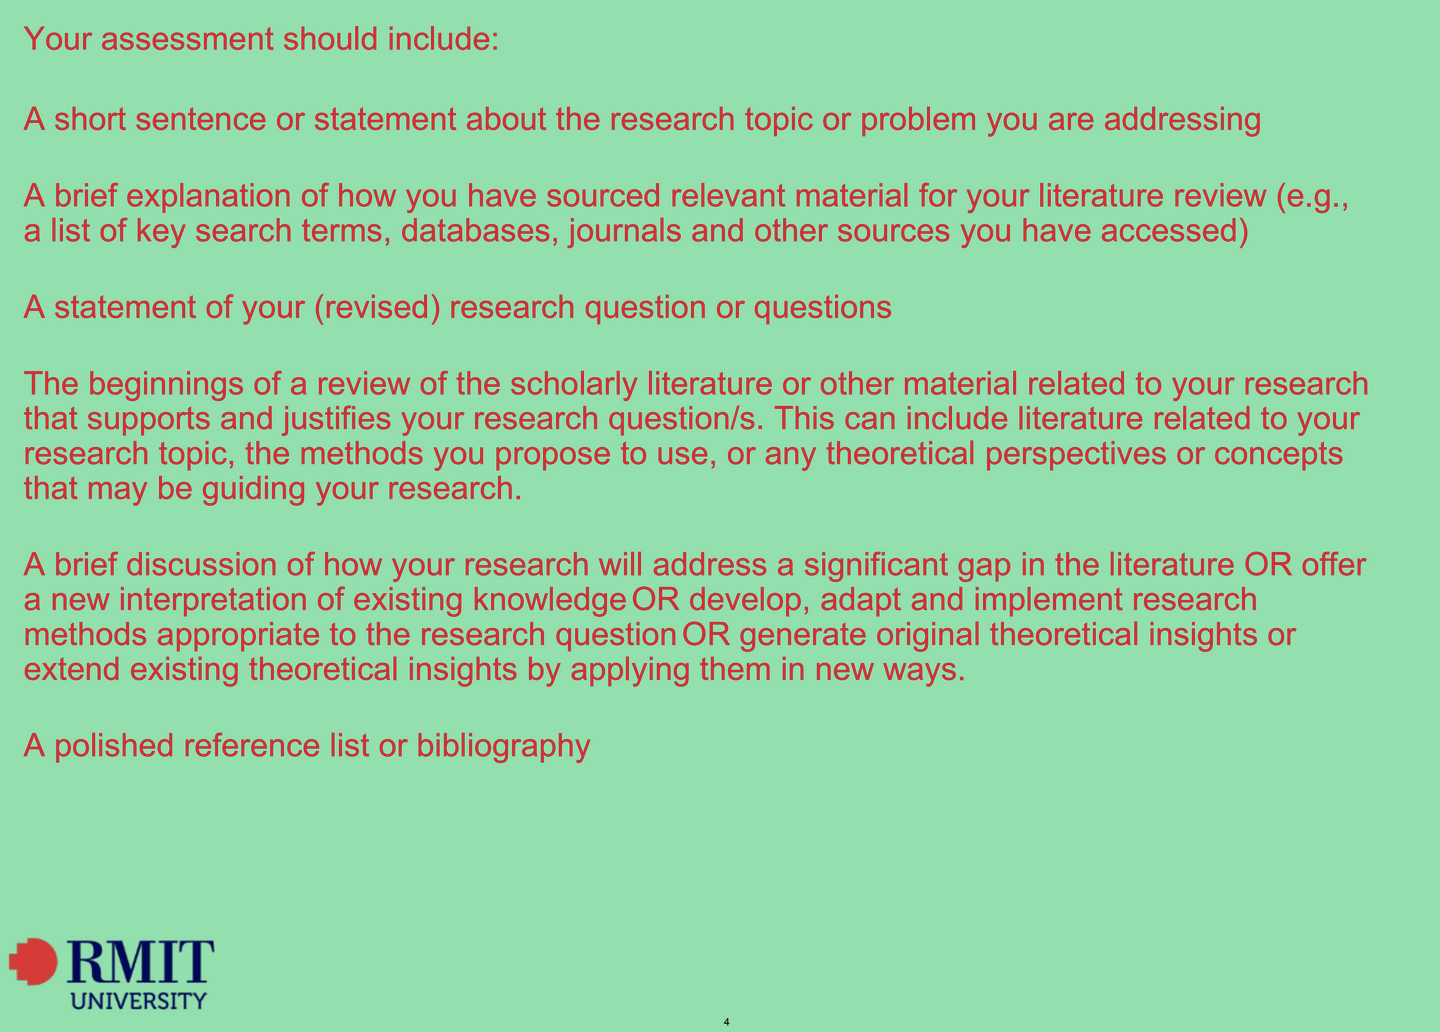 Your assessment should include:
A short sentence or statement about the research topic or problem you are addressing
A brief explanation of how you have sourced relevant material for your literature review (e.g.,
a list of key search terms, databases, journals and other sources you have accessed)
A statement of your (revised) research question or questions
The beginnings of a review of the scholarly literature or other material related to your research
that supports and justifies your research question/s. This can include literature related to your
research topic, the methods you propose to use, or any theoretical perspectives or concepts
that may be guiding your research.
A brief discussion of how your research will address a significant gap in the literature OR offer
a new interpretation of existing knowledge OR develop, adapt and implement research
methods appropriate to the research question OR generate original theoretical insights or
extend existing theoretical insights by applying them in new ways.
A polished reference list or bibliography
RMIT
UNIVERSITY
4